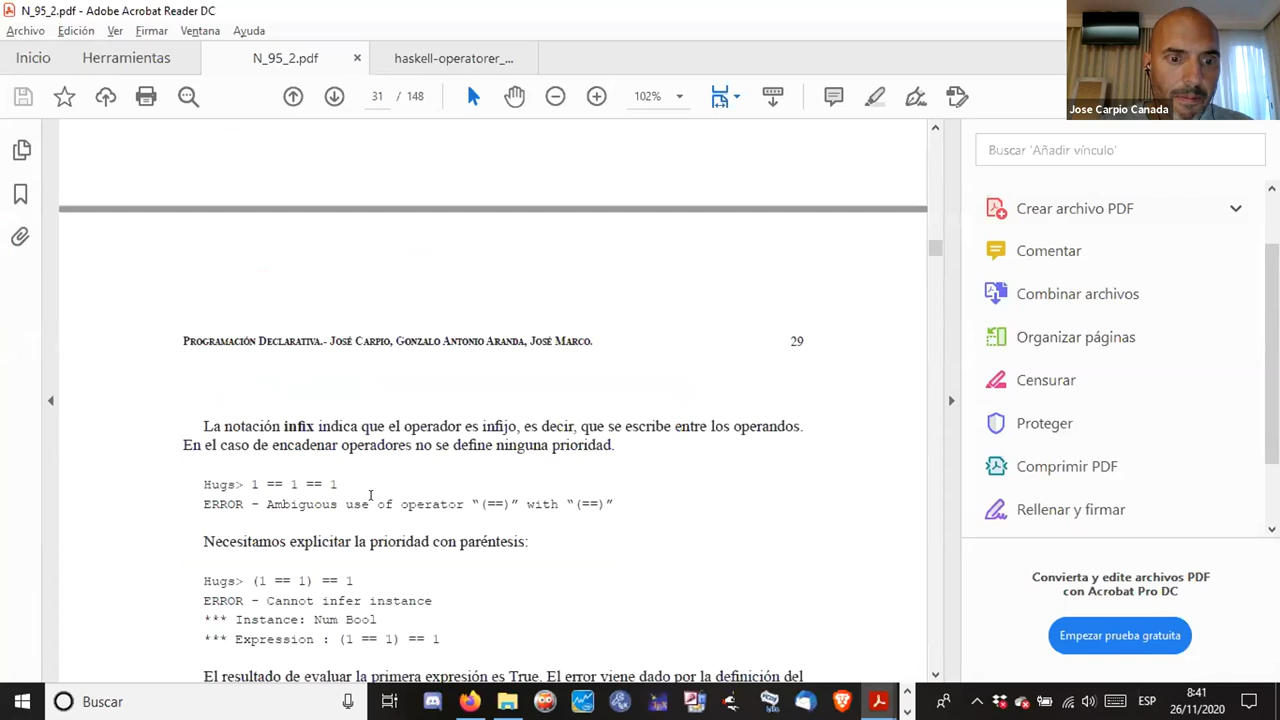 N_95_2.pdf - Adobe Acrobat Reader DC
Archivo Edición Ver Firmar Ventana Ayuda
Inicio Herramientas N_95_2.pdf × haskell-operatorer_...
31 / 148 102%
Jose Carpio Canada
Buscar 'Añadir vínculo'
Crear archivo PDF
Comentar
Combinar archivos
Organizar páginas
Censurar
Proteger
Comprimir PDF
Rellenar y firmar
Convierta y edite archivos PDF
con Acrobat Pro DC
Empezar prueba gratuita
PROGRAMACIÓN DECLARATIVA.- JOSÉ CARPIO, GONZALO ANTONIO ARANDA, JOSÉ MARCO. 29
La notación infix indica que el operador es infijo, es decir, que se escribe entre los operandos.
En el caso de encadenar operadores no se define ninguna prioridad.
Hugs> 1 == 1 == 1
ERROR - Ambiguous use of operator “(==)” with “(==)”
Necesitamos explicitar la prioridad con paréntesis:
Hugs> (1 == 1) == 1
ERROR - Cannot infer instance
*** Instance: Num Bool
*** Expression : (1 == 1) == 1
El resultado de evaluar la primera expresión es True. El error viene dado por la definición del
Buscar
ESP
8:41
26/11/2020